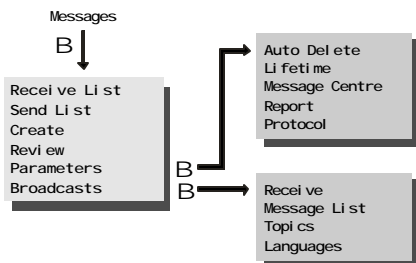 Messages
B
Receive List
Send List
Create
Review
Parameters
Broadcasts
B
B
Auto Delete
Lifetime
Message Centre
Report
Protocol
Receive
Message List
Topics
Languages